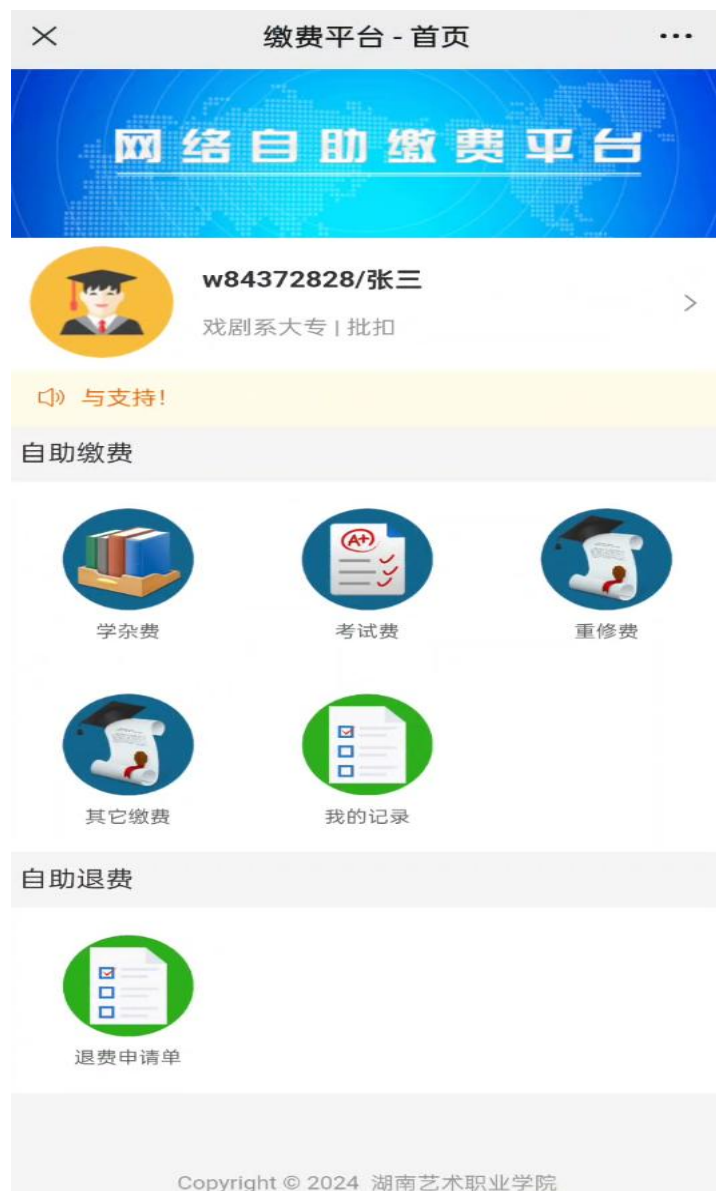 缴费平台 - 首页
网络自助缴费平台
w84372828/张三
戏剧系大专 | 批扣
与支持!
自助缴费
A+
学杂费 考试费 重修费
其它缴费 我的记录
自助退费
退费申请单
Copyright © 2024 湖南艺术职业学院